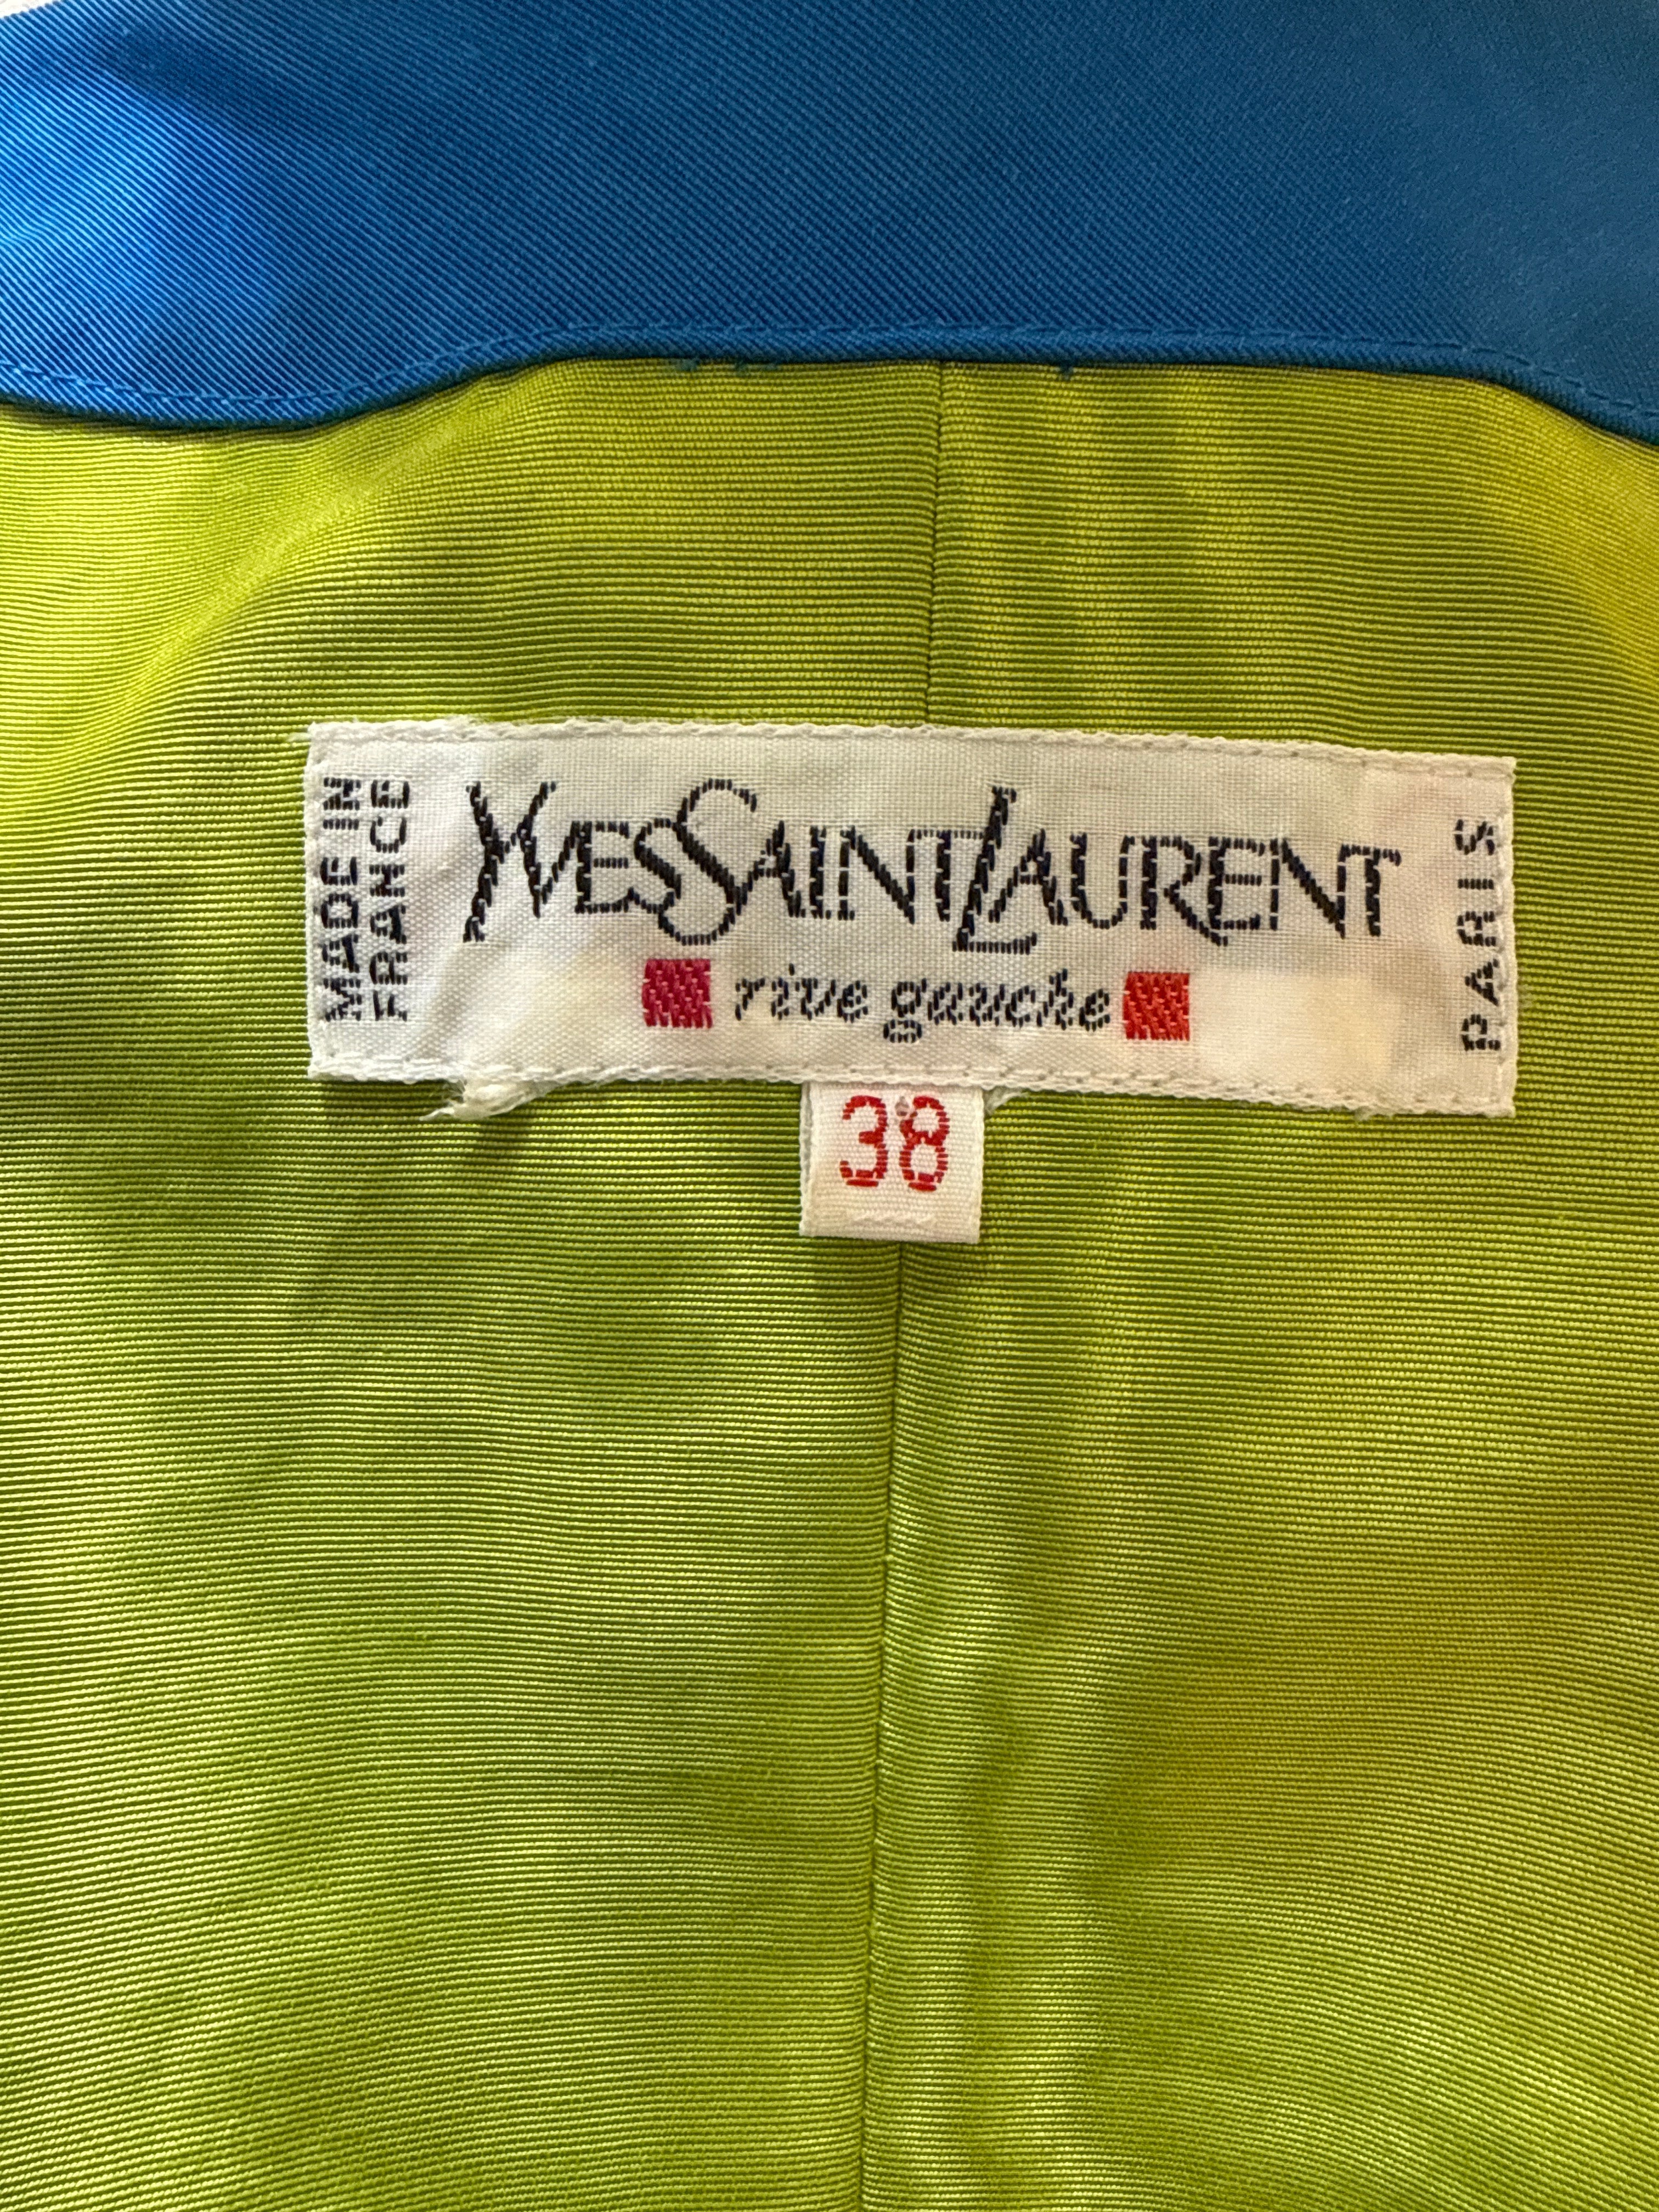 MADE IN
FRANCE
YVESSAINTLAURENT
rive gauche
PARIS
38